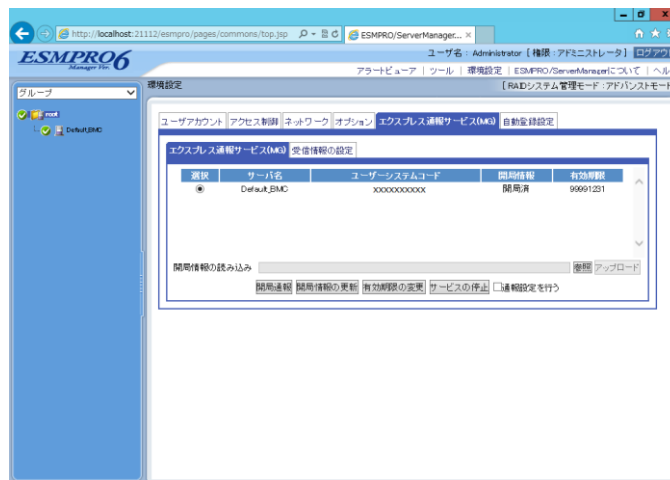 http://localhost:21112/esmpro/pages/commons/top.jsp
ESMPRO/ServerManager... ×
ESMPRO6
Manager Ver.
ユーザ名 : Administrator [ 権限 : アドミニストレータ ] ログアウ
アラートビューア | ツール | 環境設定 | ESMPRO/ServerManagerについて | ヘル
グループ
環境設定
[ RAIDシステム管理モード : アドバンストモード
root
Default_BMC
ユーザアカウント アクセス制御 ネットワーク オプション エクスプレス通報サービス(MG) 自動登録設定
エクスプレス通報サービス(MG) 受信情報の設定
選択 サーバ名 ユーザーシステムコード 開局情報 有効期限
Default_BMC xxxxxxxxxx 開局済 99991231
開局情報の読み込み 参照 アップロード
開局通報 開局情報の更新 有効期限の変更 サービスの停止 通報設定を行う